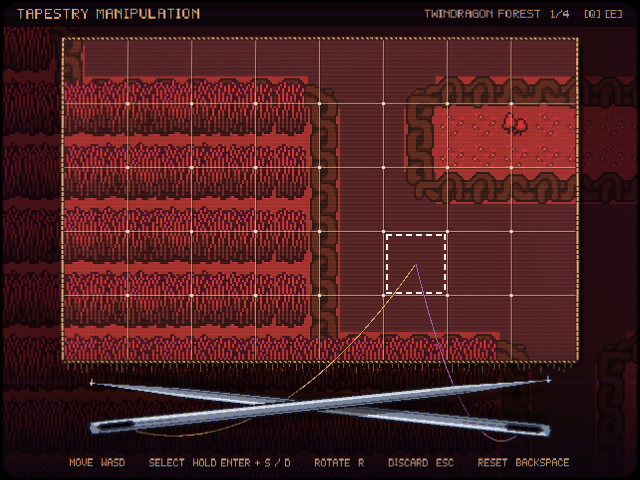 TAPESTRY MANIPULATION
TWINDRAGON FOREST 1/4 [Q] [E]
MOVE WASD SELECT HOLD ENTER + S / D ROTATE R DISCARD ESC RESET BACKSPACE